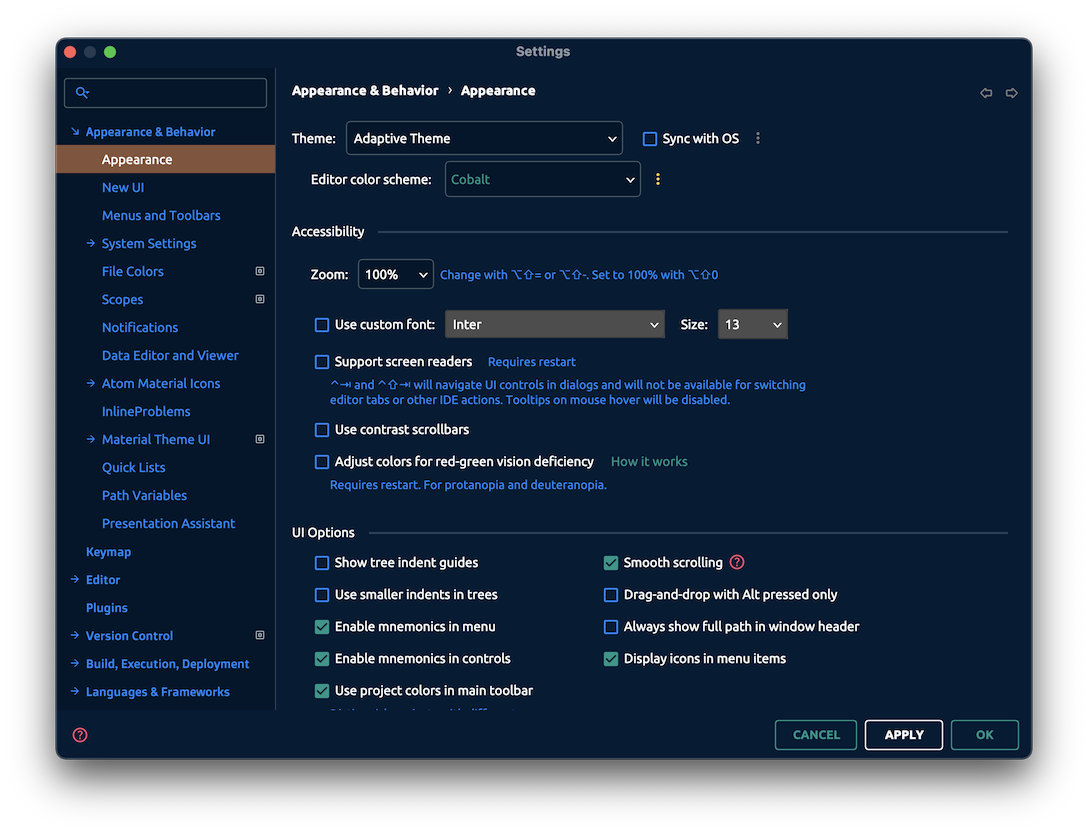 Settings
Appearance & Behavior
Appearance
New UI
Menus and Toolbars
System Settings
File Colors
Scopes
Notifications
Data Editor and Viewer
Atom Material Icons
InlineProblems
Material Theme UI
Quick Lists
Path Variables
Presentation Assistant
Keymap
Editor
Plugins
Version Control
Build, Execution, Deployment
Languages & Frameworks
Appearance & Behavior › Appearance
Theme: Adaptive Theme Sync with OS
Editor color scheme: Cobalt
Accessibility
Zoom: 100% Change with ⌥⇧= or ⌥⇧-. Set to 100% with ⌥⇧0
Use custom font: Inter Size: 13
Support screen readers Requires restart
^⇥ and ^⇧⇥ will navigate UI controls in dialogs and will not be available for switching
editor tabs or other IDE actions. Tooltips on mouse hover will be disabled.
Use contrast scrollbars
Adjust colors for red-green vision deficiency How it works
Requires restart. For protanopia and deuteranopia.
UI Options
Show tree indent guides Smooth scrolling
Use smaller indents in trees Drag-and-drop with Alt pressed only
Enable mnemonics in menu Always show full path in window header
Enable mnemonics in controls Display icons in menu items
Use project colors in main toolbar
CANCEL APPLY OK